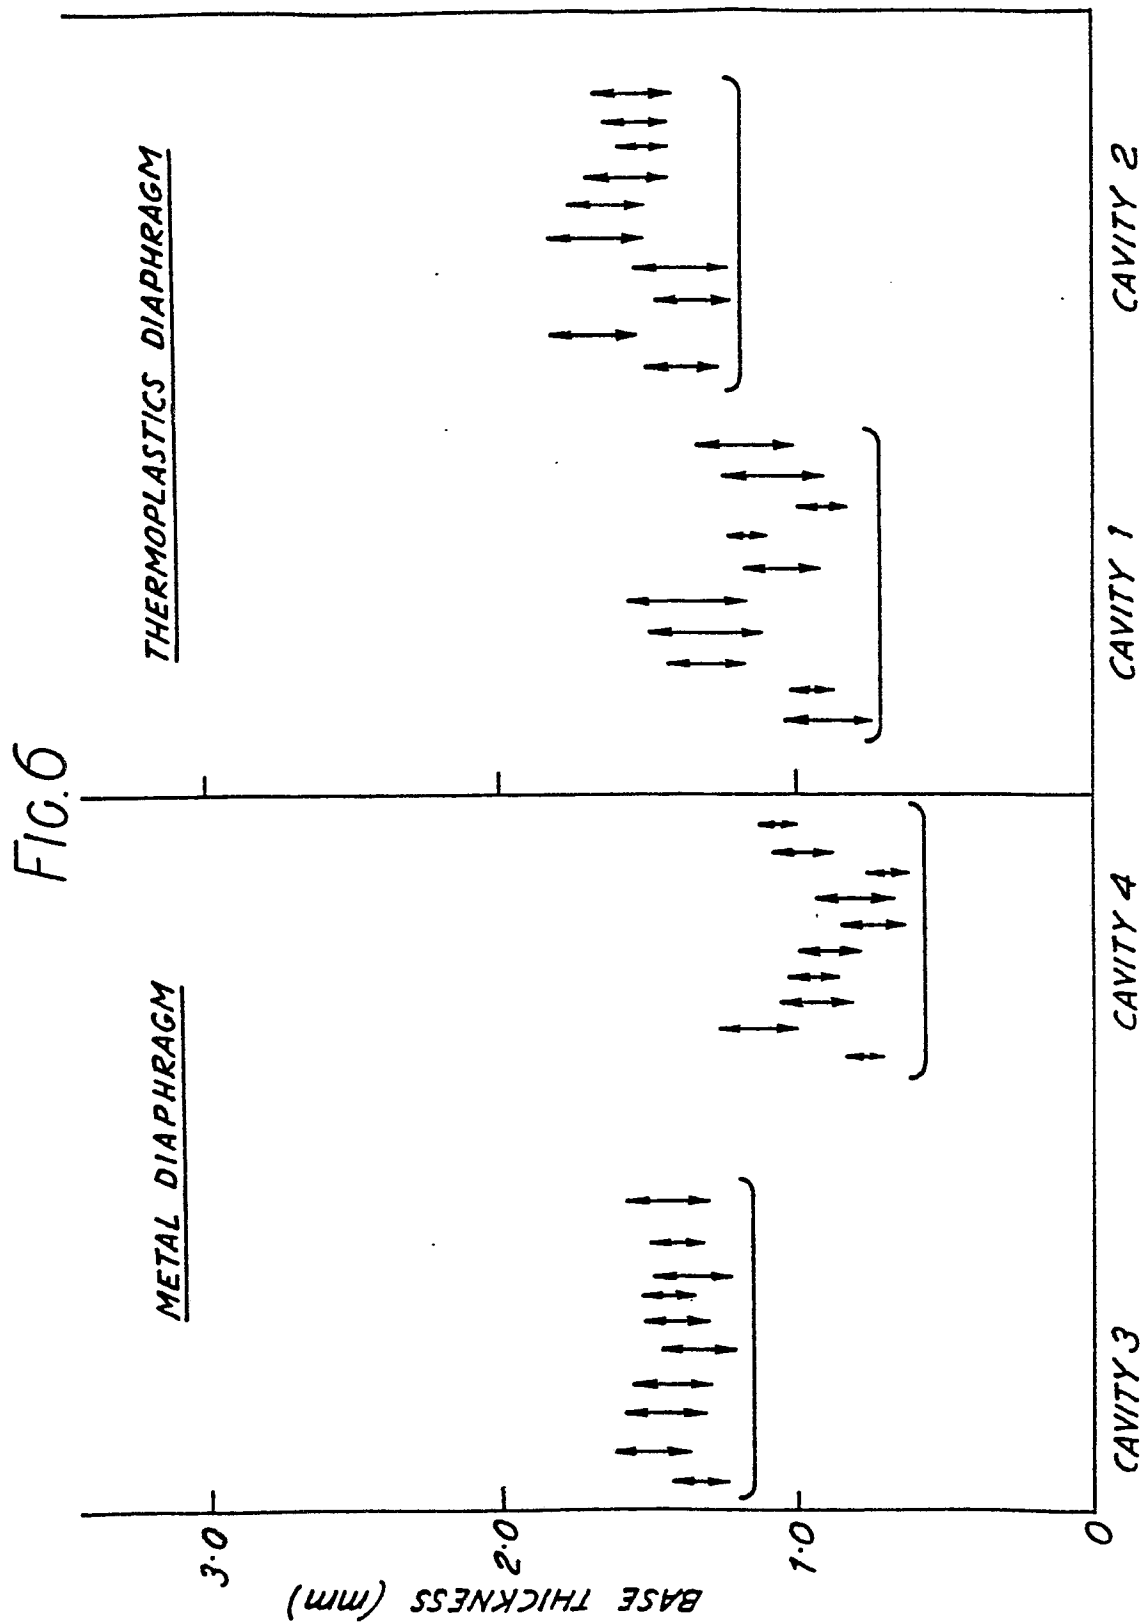 FIG.6
METAL DIAPHRAGM
THERMOPLASTICS DIAPHRAGM
BASE THICKNESS (mm)
3.0
2.0
1.0
0
CAVITY 3
CAVITY 4
CAVITY 1
CAVITY 2